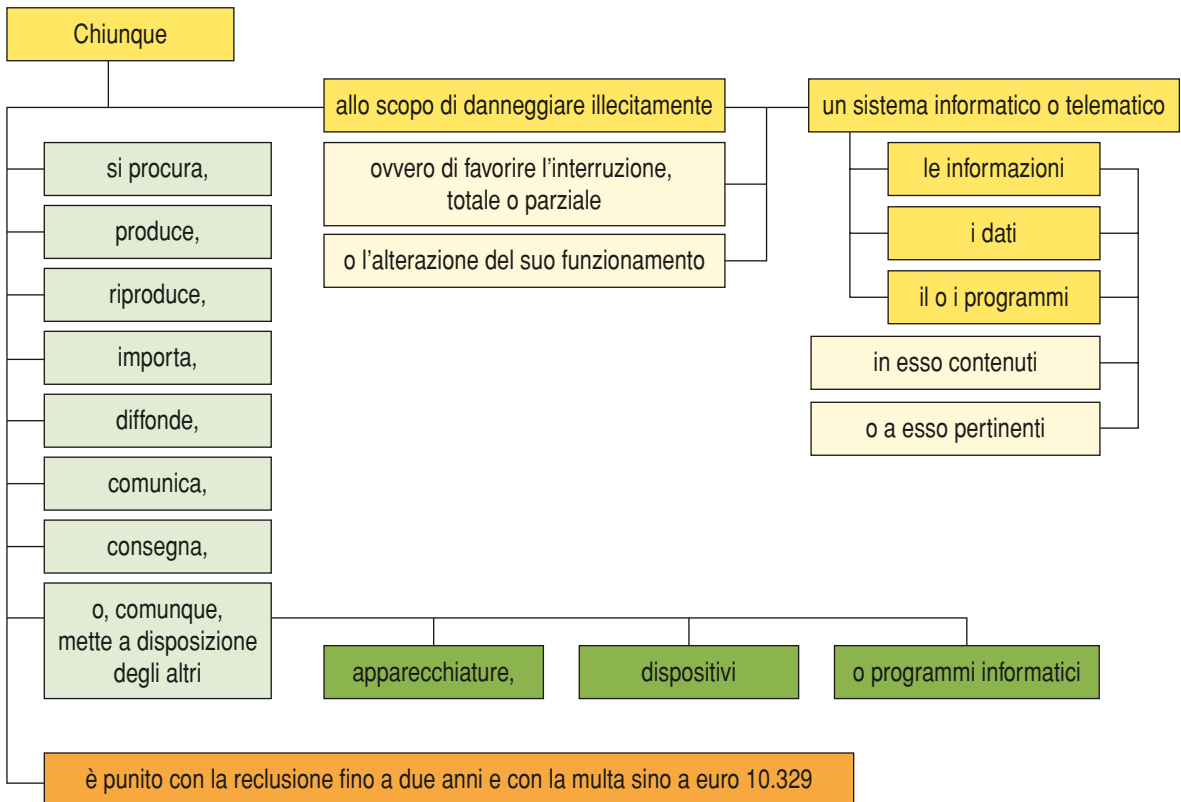 Chiunque
allo scopo di danneggiare illecitamente
un sistema informatico o telematico
ovvero di favorire l'interruzione,
totale o parziale
o l'alterazione del suo funzionamento
le informazioni
i dati
il o i programmi
in esso contenuti
o a esso pertinenti
si procura,
produce,
riproduce,
importa,
diffonde,
comunica,
consegna,
o, comunque,
mette a disposizione
degli altri
apparecchiature,
dispositivi
o programmi informatici
è punito con la reclusione fino a due anni e con la multa sino a euro 10.329